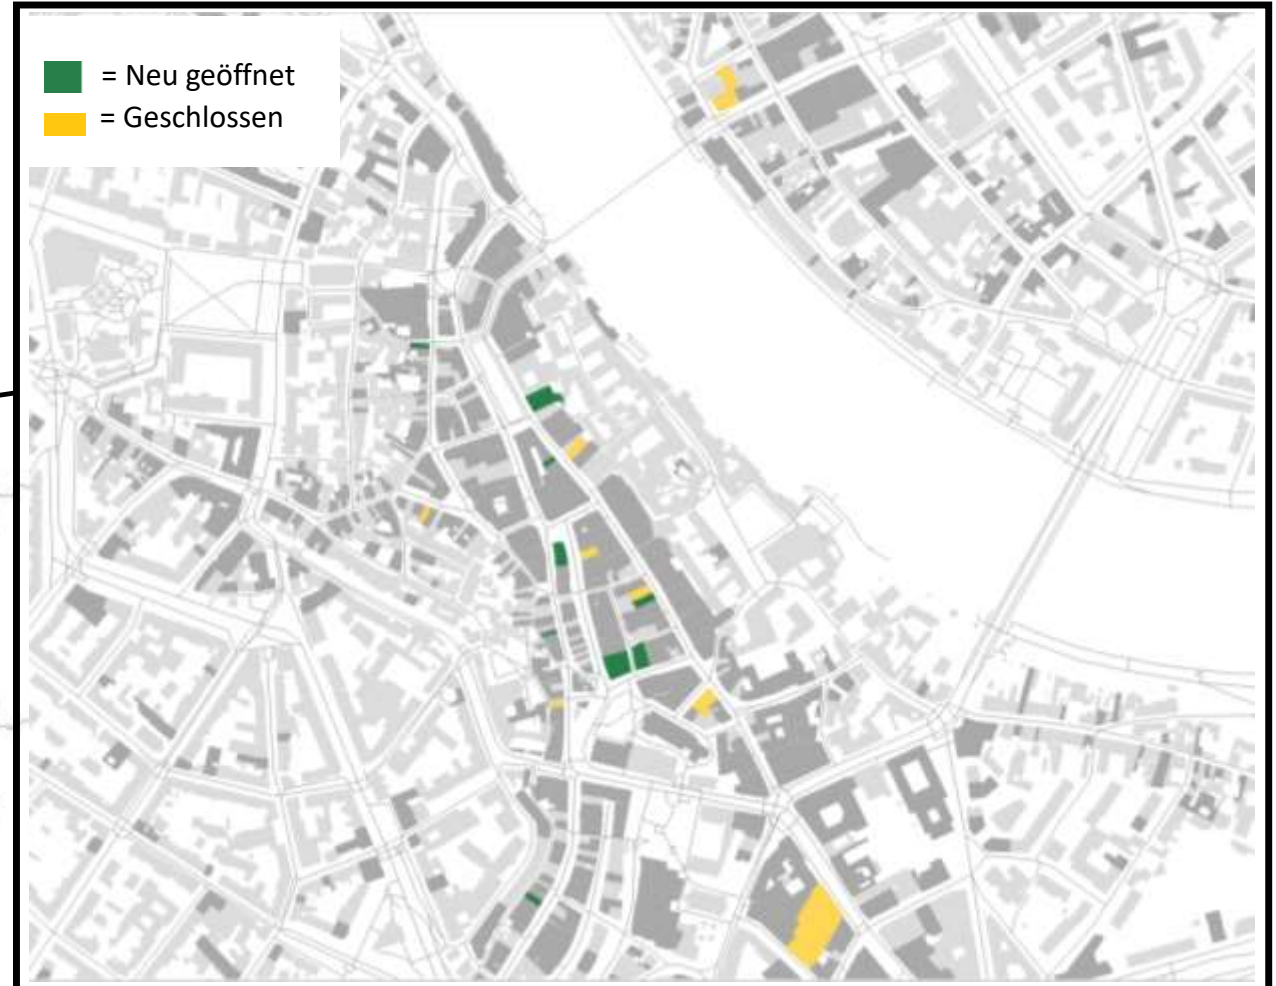 = Neu geöffnet
= Geschlossen